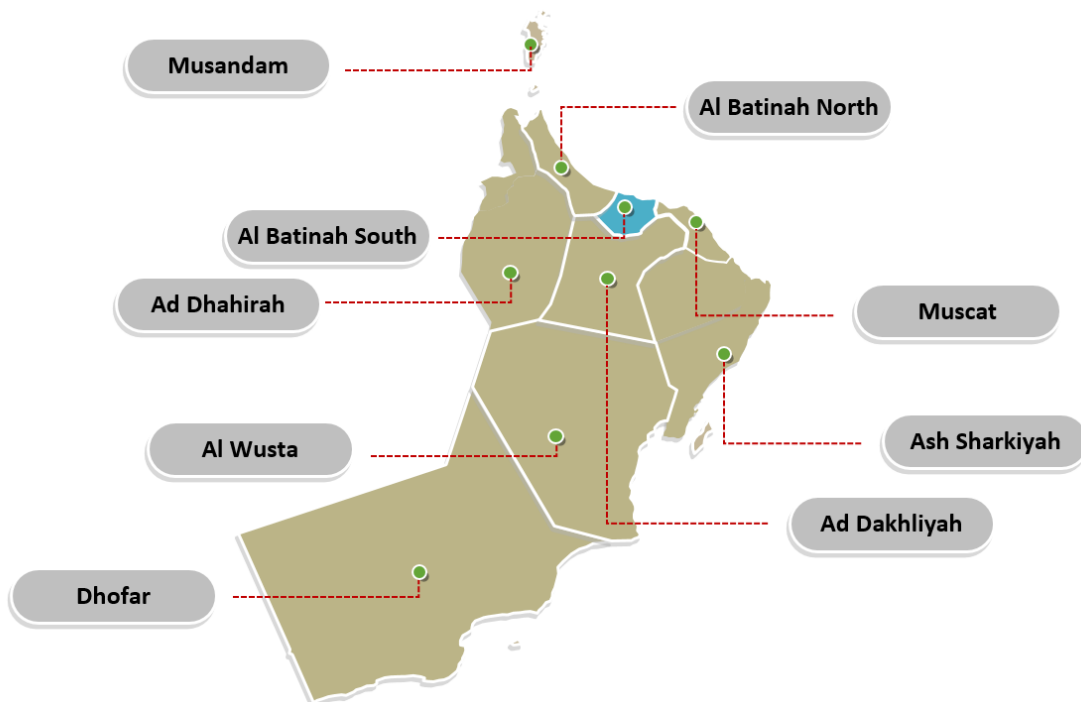 Musandam
Al Batinah North
Al Batinah South
Ad Dhahirah
Muscat
Al Wusta
Ash Sharkiyah
Ad Dakhliyah
Dhofar